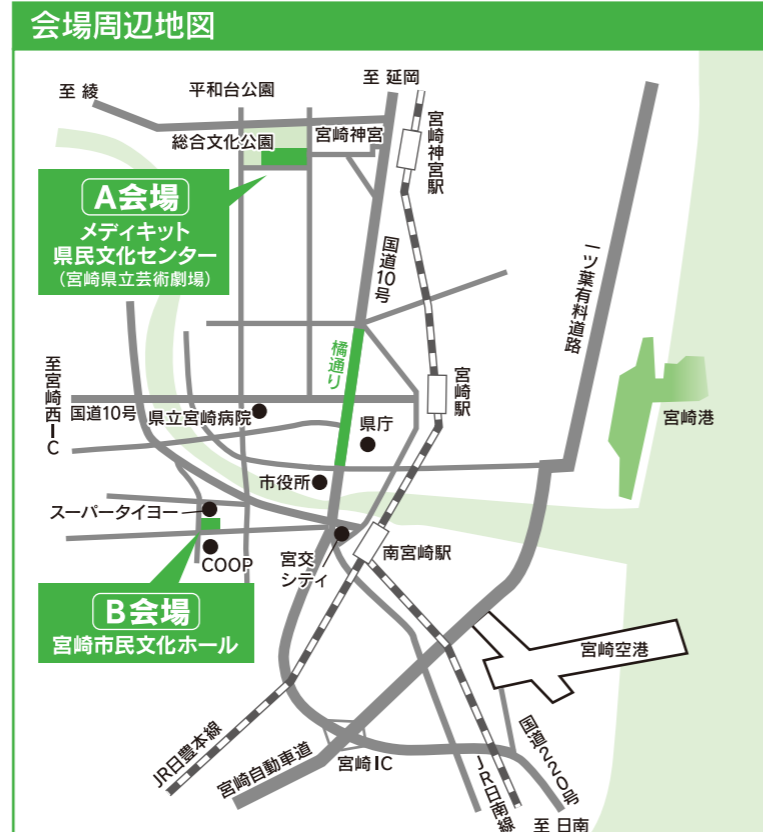 会場周辺地図
至 延岡
至 綾
平和台公園
総合文化公園
宮崎神宮
宮崎神宮駅
A会場
メディキット
県民文化センター
（宮崎県立芸術劇場）
国道10号
一ツ葉有料道路
橘通り
至宮崎西IC
国道10号
県立宮崎病院
県庁
宮崎駅
宮崎港
市役所
スーパータイヨー
COOP
宮交
シティ
南宮崎駅
B会場
宮崎市民文化ホール
宮崎空港
JR日豊本線
宮崎自動車道
宮崎IC
JR日南線
国道220号
至 日南